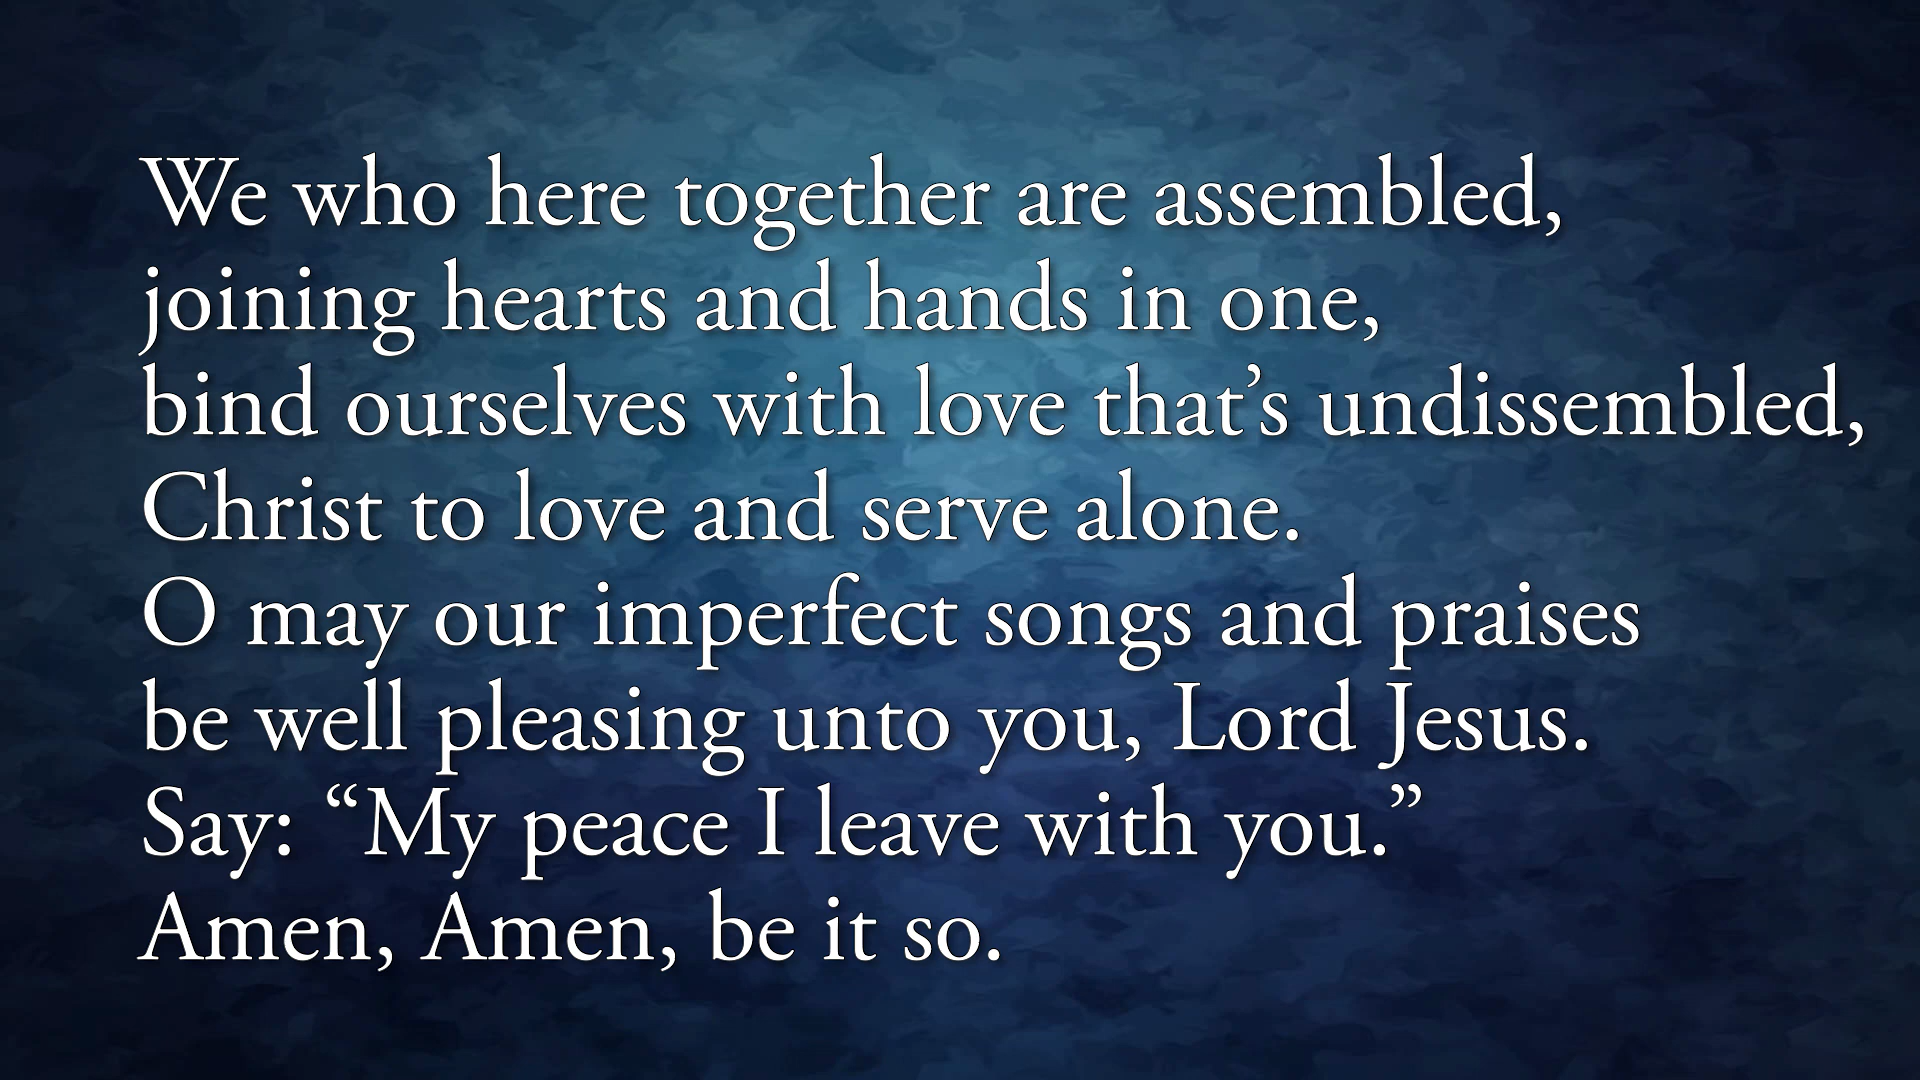 We who here together are assembled,
joining hearts and hands in one,
bind ourselves with love that’s undissembled,
Christ to love and serve alone.
O may our imperfect songs and praises
be well pleasing unto you, Lord Jesus.
Say: “My peace I leave with you.”
Amen, Amen, be it so.